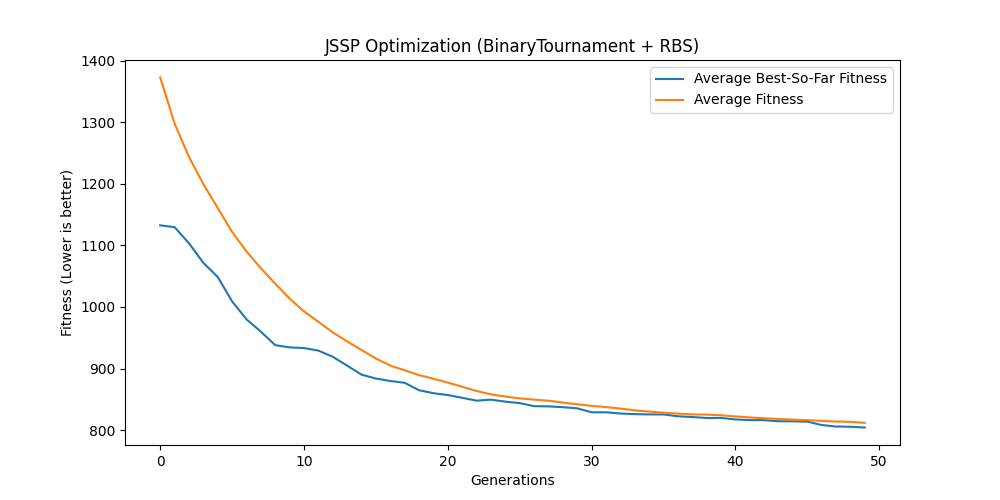 JSSP Optimization (BinaryTournament + RBS)
Average Best-So-Far Fitness
Average Fitness
Fitness (Lower is better)
1400
1300
1200
1100
1000
900
800
0 10 20 30 40 50
Generations